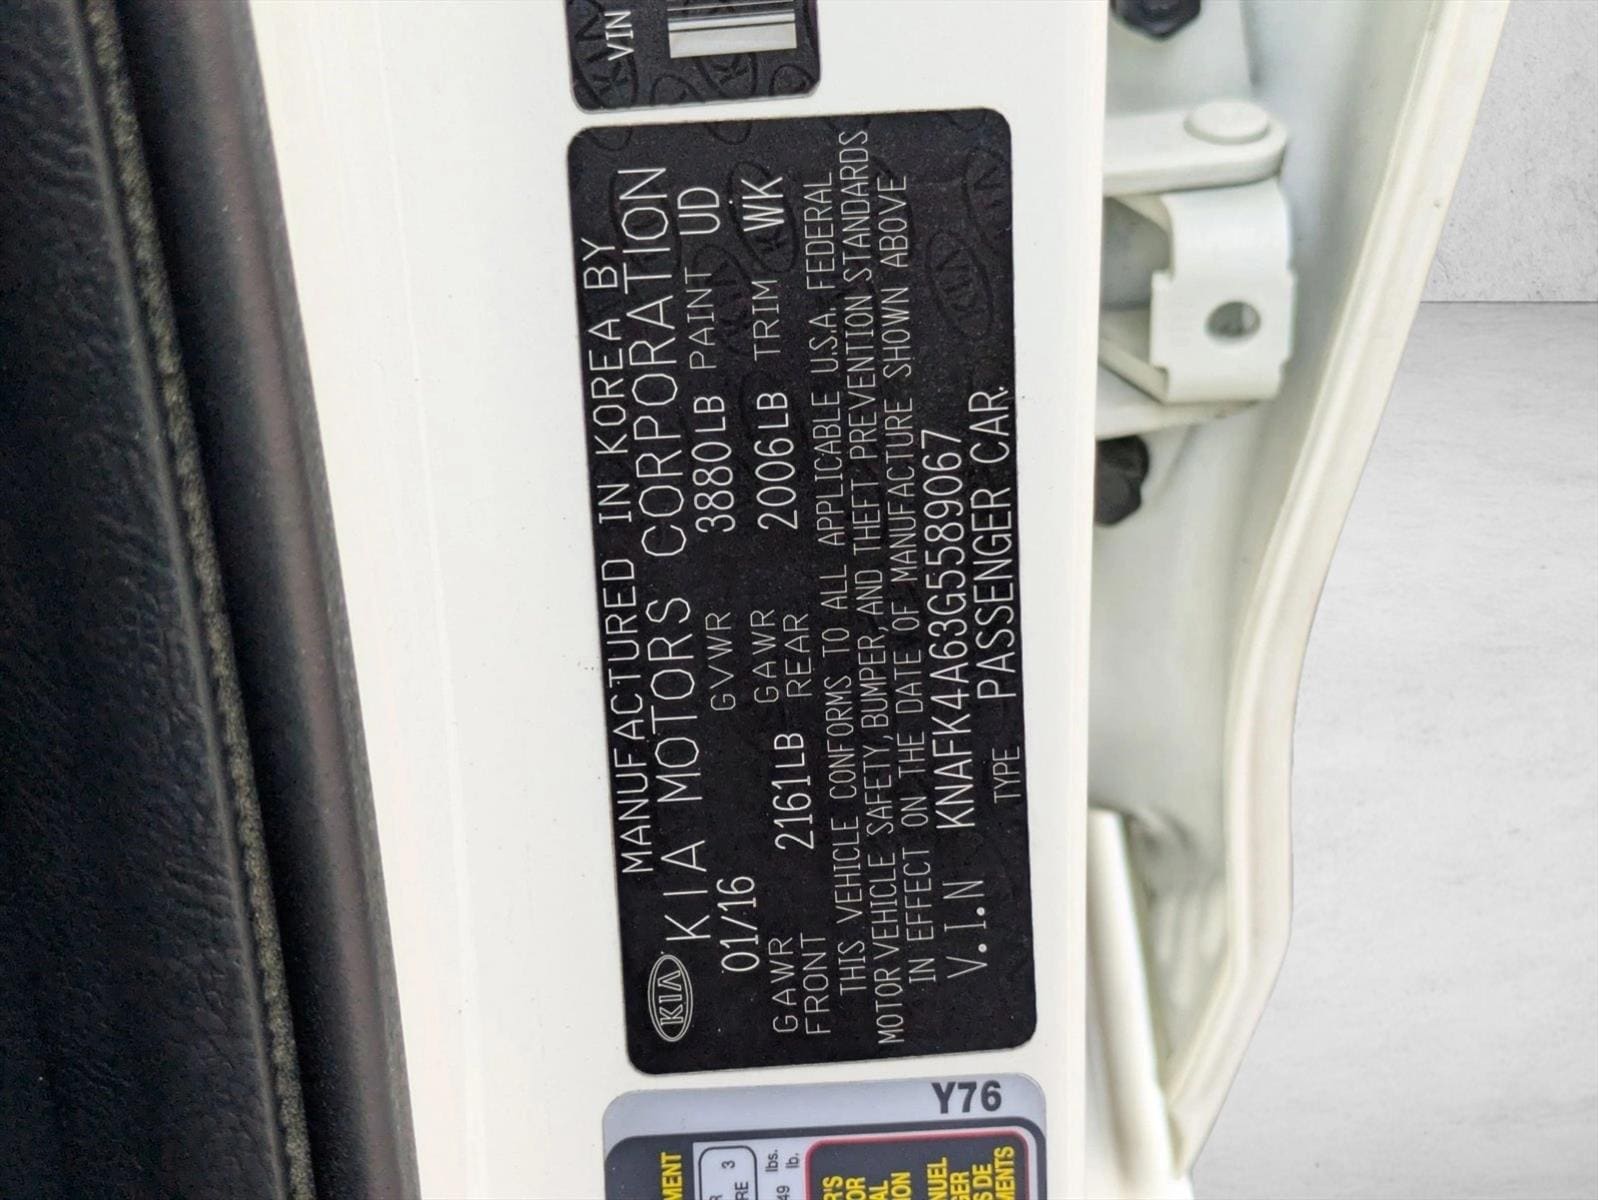 VIN
MANUFACTURED IN KOREA BY
KIA KIA MOTORS CORPORATION
01/16 GVWR 3880LB PAINT UD
GAWR FRONT 2161LB GAWR REAR 2006LB TRIM WK
THIS VEHICLE CONFORMS TO ALL APPLICABLE U.S.A. FEDERAL
MOTOR VEHICLE SAFETY, BUMPER, AND THEFT PREVENTION STANDARDS
IN EFFECT ON THE DATE OF MANUFACTURE SHOWN ABOVE
V.I.N KNAFK4A63G5589067
TYPE PASSENGER CAR.
Y76